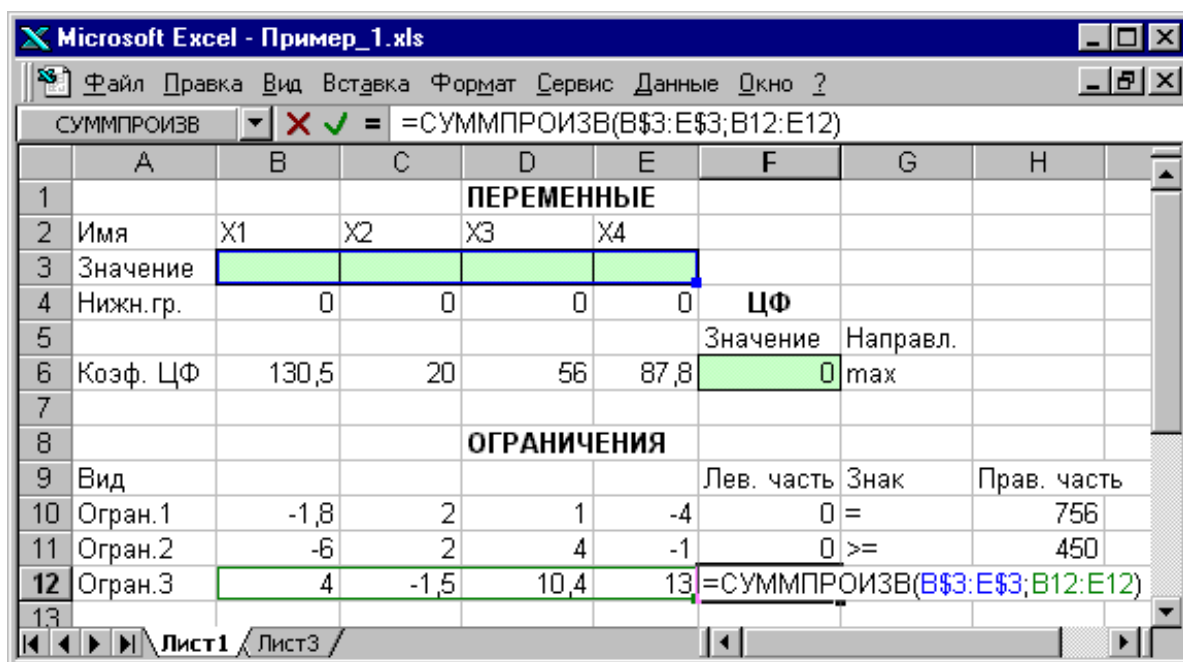 Microsoft Excel - Пример_1.xls
Файл Правка Вид Вставка Формат Сервис Данные Окно ?
СУММПРОИЗВ = =СУММПРОИЗВ(B$3:E$3;B12:E12)
A B C D E F G H
1 ПЕРЕМЕННЫЕ
2 Имя X1 X2 X3 X4
3 Значение
4 Нижн.гр. 0 0 0 0 ЦФ
5 Значение Направл.
6 Коэф. ЦФ 130,5 20 56 87,8 0 max
7
8 ОГРАНИЧЕНИЯ
9 Вид Лев. часть Знак Прав. часть
10 Огран.1 -1,8 2 1 -4 0 = 756
11 Огран.2 -6 2 4 -1 0 >= 450
12 Огран.3 4 -1,5 10,4 13 =СУММПРОИЗВ(B$3:E$3;B12:E12)
13
Лист1 Лист3